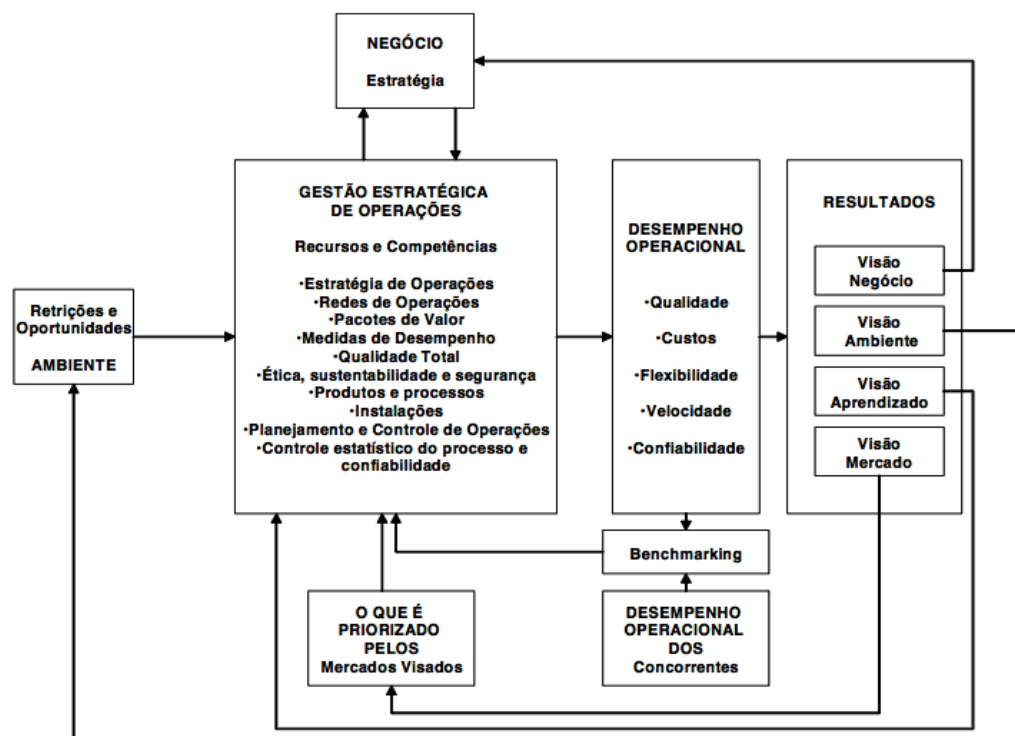 NEGÓCIO
Estratégia
GESTÃO ESTRATÉGICA
DE OPERAÇÕES
Recursos e Competências
•Estratégia de Operações
•Redes de Operações
•Pacotes de Valor
•Medidas de Desempenho
•Qualidade Total
•Ética, sustentabilidade e segurança
•Produtos e processos
•Instalações
•Planejamento e Controle de Operações
•Controle estatístico do processo e
confiabilidade
DESEMPENHO
OPERACIONAL
•Qualidade
•Custos
•Flexibilidade
•Velocidade
•Confiabilidade
RESULTADOS
Visão
Negócio
Visão
Ambiente
Visão
Aprendizado
Visão
Mercado
Retrições e
Oportunidades
AMBIENTE
Benchmarking
O QUE É
PRIORIZADO
PELOS
Mercados Visados
DESEMPENHO
OPERACIONAL
DOS
Concorrentes